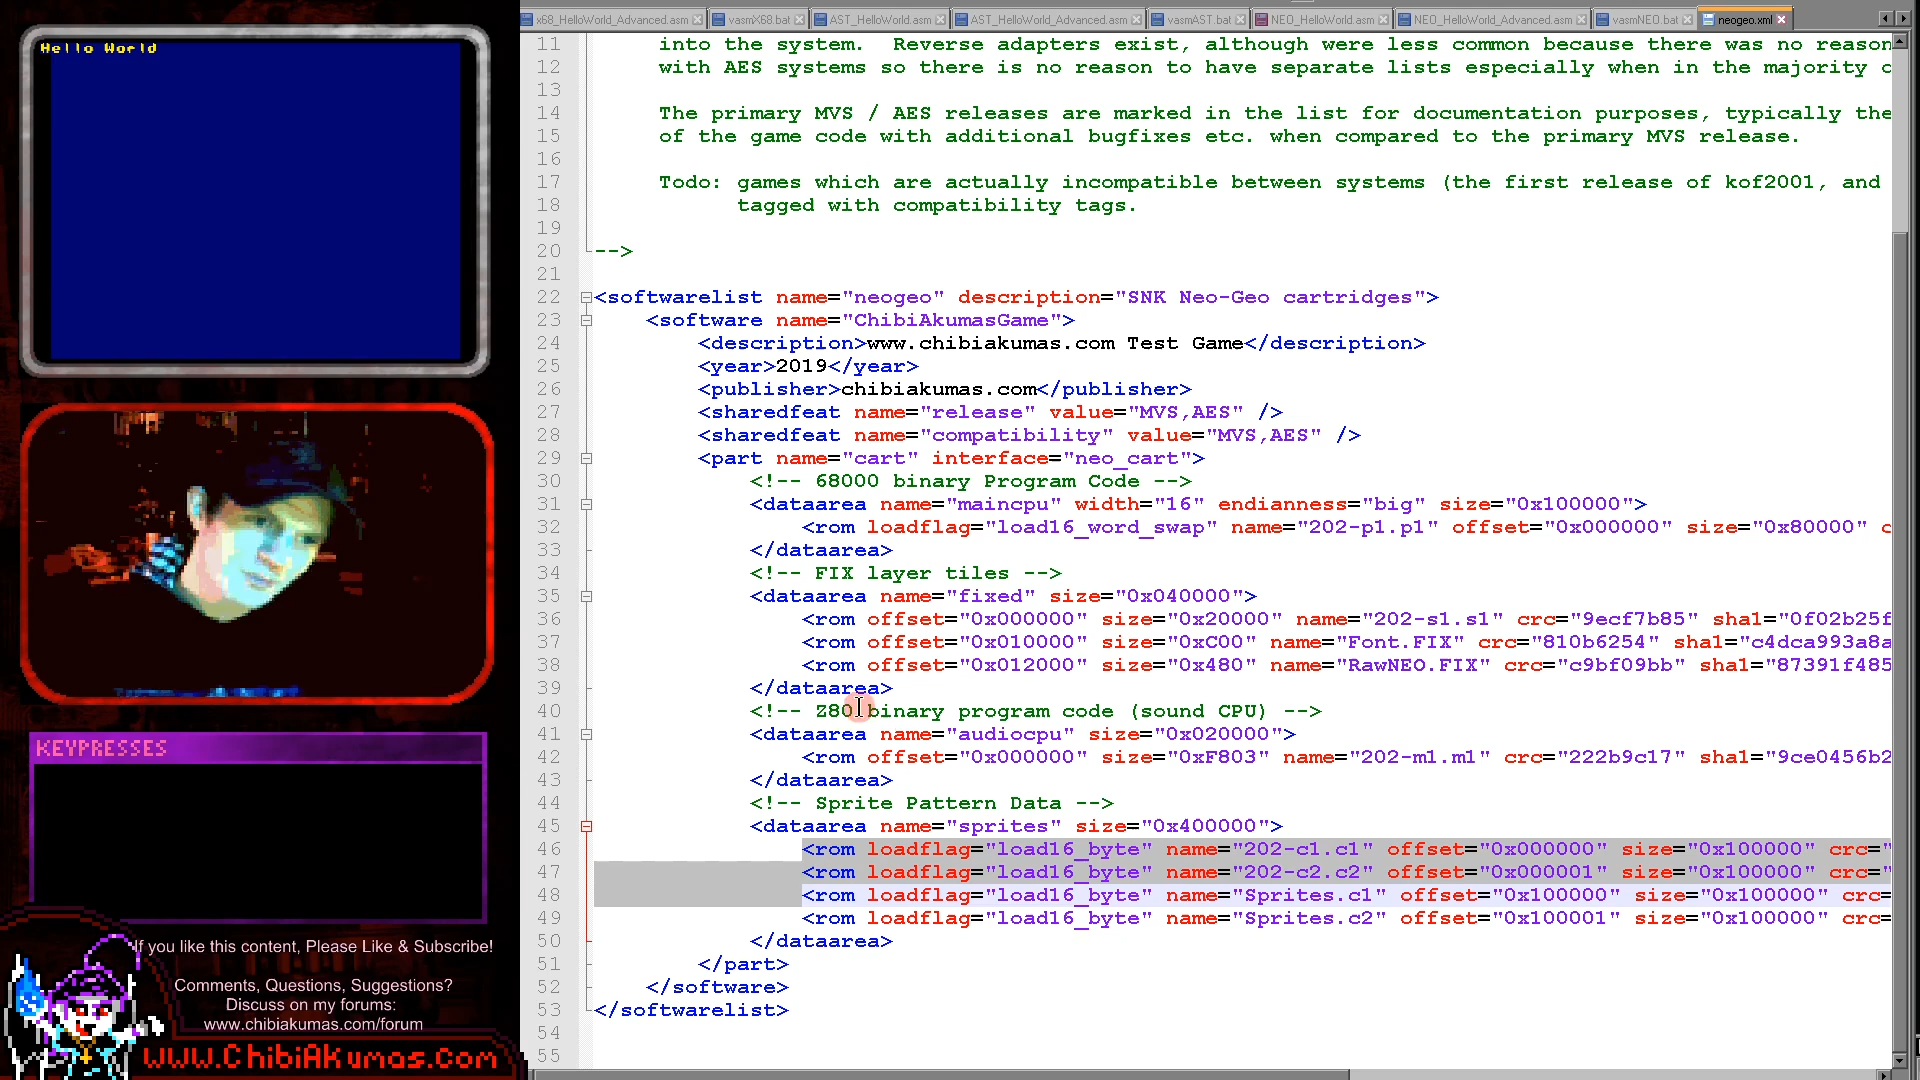 Hello World
KEYPRESSES
If you like this content, Please Like & Subscribe!
Comments, Questions, Suggestions?
Discuss on my forums:
www.chibiakumas.com/forum
www.ChibiAkumas.com
x68_HelloWorld_Advanced.asm vasmX68.bat AST_HelloWorld.asm AST_HelloWorld_Advanced.asm vasmAST.bat NEO_HelloWorld.asm NEO_HelloWorld_Advanced.asm vasmNEO.bat neogeo.xml
11 into the system. Reverse adapters exist, although were less common because there was no reason
12 with AES systems so there is no reason to have separate lists especially when in the majority
13
14 The primary MVS / AES releases are marked in the list for documentation purposes, typically the
15 of the game code with additional bugfixes etc. when compared to the primary MVS release.
16
17 Todo: games which are actually incompatible between systems (the first release of kof2001, and
18 tagged with compatibility tags.
19
20 -->
21
22 <softwarelist name="neogeo" description="SNK Neo-Geo cartridges">
23 <software name="ChibiAkumasGame">
24 <description>www.chibiakumas.com Test Game</description>
25 <year>2019</year>
26 <publisher>chibiakumas.com</publisher>
27 <sharedfeat name="release" value="MVS,AES" />
28 <sharedfeat name="compatibility" value="MVS,AES" />
29 <part name="cart" interface="neo_cart">
30 <!-- 68000 binary Program Code -->
31 <dataarea name="maincpu" width="16" endianness="big" size="0x100000">
32 <rom loadflag="load16_word_swap" name="202-p1.p1" offset="0x000000" size="0x80000" c
33 </dataarea>
34 <!-- FIX layer tiles -->
35 <dataarea name="fixed" size="0x040000">
36 <rom offset="0x000000" size="0x20000" name="202-s1.s1" crc="9ecf7b85" sha1="0f02b25f
37 <rom offset="0x010000" size="0xC00" name="Font.FIX" crc="810b6254" sha1="c4dca993a8a
38 <rom offset="0x012000" size="0x480" name="RawNEO.FIX" crc="c9bf09bb" sha1="87391f485
39 </dataarea>
40 <!-- Z80 binary program code (sound CPU) -->
41 <dataarea name="audiocpu" size="0x020000">
42 <rom offset="0x000000" size="0xF803" name="202-m1.m1" crc="222b9c17" sha1="9ce0456b2
43 </dataarea>
44 <!-- Sprite Pattern Data -->
45 <dataarea name="sprites" size="0x400000">
46 <rom loadflag="load16_byte" name="202-c1.c1" offset="0x000000" size="0x100000" crc="
47 <rom loadflag="load16_byte" name="202-c2.c2" offset="0x000001" size="0x100000" crc="
48 <rom loadflag="load16_byte" name="Sprites.c1" offset="0x100000" size="0x100000" crc=
49 <rom loadflag="load16_byte" name="Sprites.c2" offset="0x100001" size="0x100000" crc=
50 </dataarea>
51 </part>
52 </software>
53 </softwarelist>
54
55